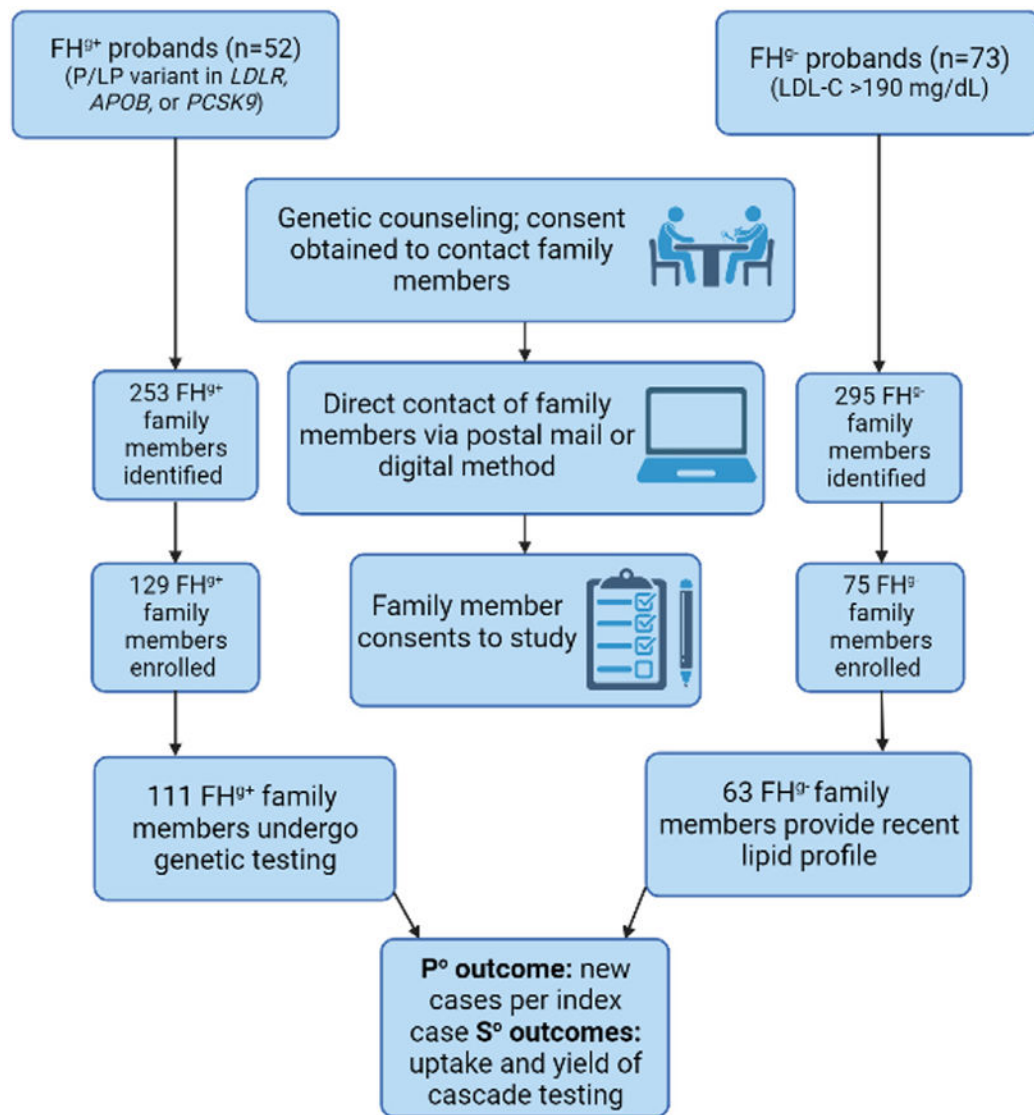 FHᵍ⁺ probands (n=52)
(P/LP variant in LDLR,
APOB, or PCSK9)
FHᵍ⁻ probands (n=73)
(LDL-C >190 mg/dL)
Genetic counseling; consent
obtained to contact family
members
253 FHᵍ⁺
family
members
identified
Direct contact of family
members via postal mail or
digital method
295 FHᵍ⁻
family
members
identified
129 FHᵍ⁺
family
members
enrolled
Family member
consents to study
75 FHᵍ
family
members
enrolled
111 FHᵍ⁺ family
members undergo
genetic testing
63 FHᵍ⁻ family
members provide recent
lipid profile
Pº outcome: new
cases per index
case Sº outcomes:
uptake and yield of
cascade testing